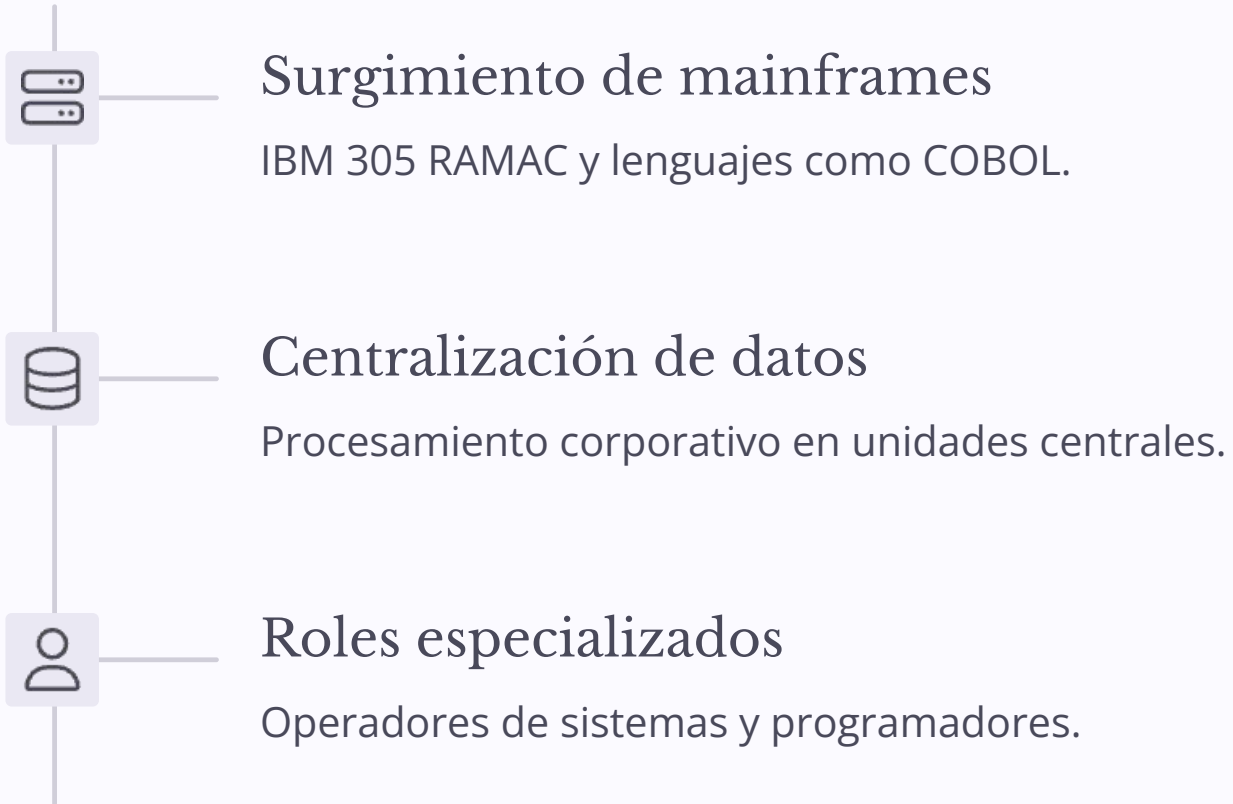 Surgimiento de mainframes
IBM 305 RAMAC y lenguajes como COBOL.
Centralización de datos
Procesamiento corporativo en unidades centrales.
Roles especializados
Operadores de sistemas y programadores.